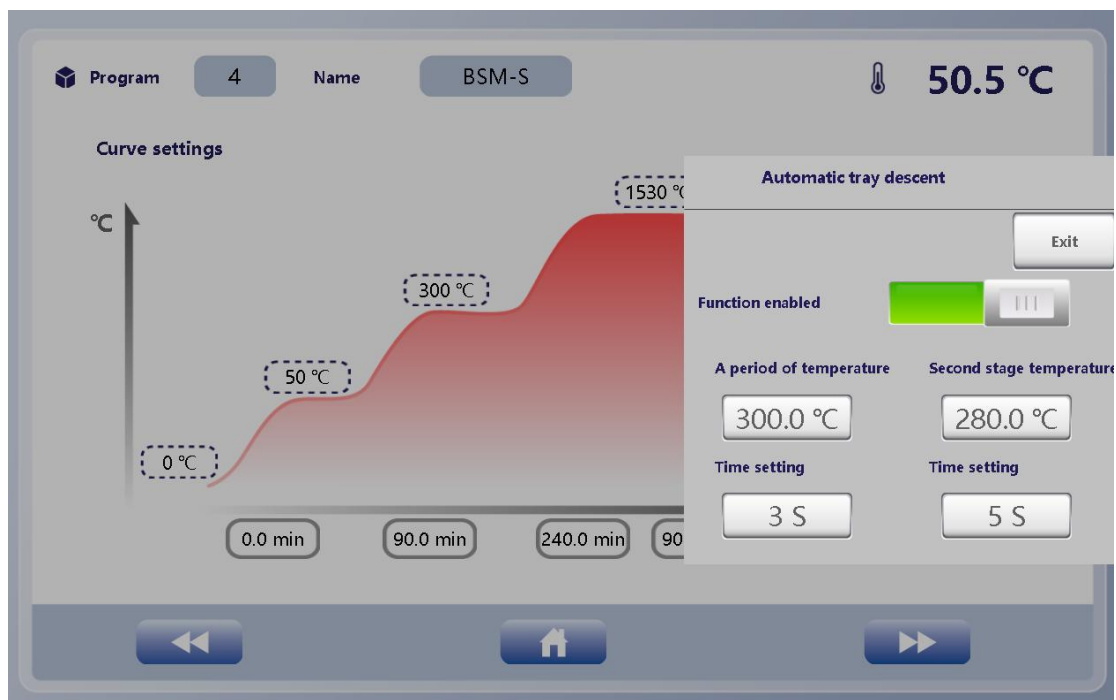 Program 4 Name BSM-S 50.5 ℃
Curve settings
Automatic tray descent
1530 ℃
℃
Exit
300 ℃
Function enabled
50 ℃
A period of temperature Second stage temperature
300.0 ℃ 280.0 ℃
0 ℃
Time setting Time setting
3 S 5 S
0.0 min 90.0 min 240.0 min 90